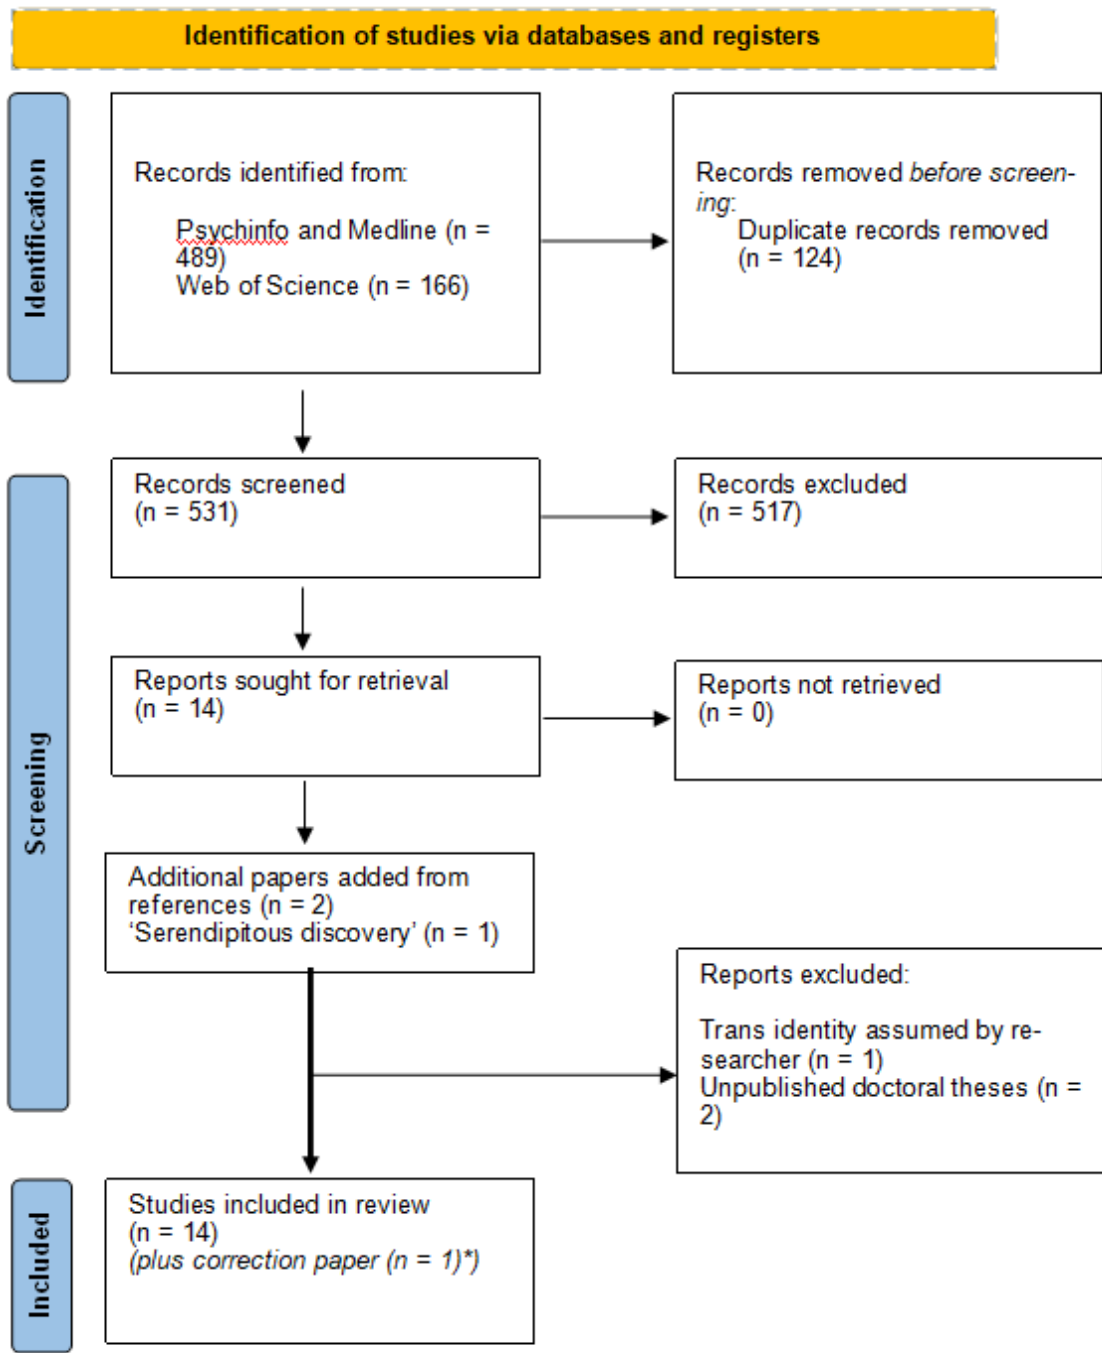 Identification of studies via databases and registers
Identification
Records identified from:
Psychinfo and Medline (n =
489)
Web of Science (n = 166)
Records removed before screen-
ing:
Duplicate records removed
(n = 124)
Screening
Records screened
(n = 531)
Records excluded
(n = 517)
Reports sought for retrieval
(n = 14)
Reports not retrieved
(n = 0)
Additional papers added from
references (n = 2)
‘Serendipitous discovery’ (n = 1)
Reports excluded:
Trans identity assumed by re-
searcher (n = 1)
Unpublished doctoral theses (n =
2)
Included
Studies included in review
(n = 14)
(plus correction paper (n = 1)*)